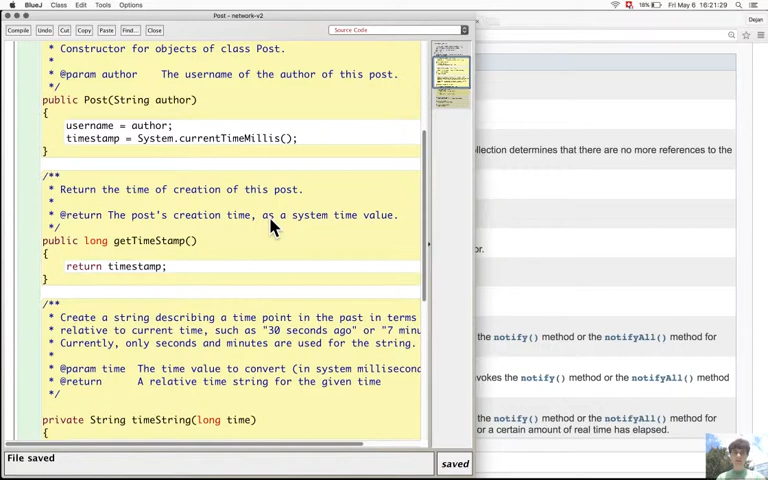 BlueJ Class Edit Tools Options
16% Fri May 6 16:21:29
Post - network-v2
Dejan
Compile Undo Cut Copy Paste Find... Close
Source Code
* Constructor for objects of class Post.
*
* @param author    The username of the author of this post.
*/
public Post(String author)
{
username = author;
timestamp = System.currentTimeMillis();
}
/**
* Return the time of creation of this post.
*
* @return The post's creation time, as a system time value.
*/
public long getTimeStamp()
{
return timestamp;
}
/**
* Create a string describing a time point in the past in terms
* relative to current time, such as "30 seconds ago" or "7 minu
* Currently, only seconds and minutes are used for the string.
*
* @param time  The time value to convert (in system millisecond
* @return      A relative time string for the given time
*/
private String timeString(long time)
{
File saved
saved
llection determines that there are no more references to the
or.
the notify() method or the notifyAll() method for
nvokes the notify() method or the notifyAll() method
the notify() method or the notifyAll() method for
or a certain amount of real time has elapsed.